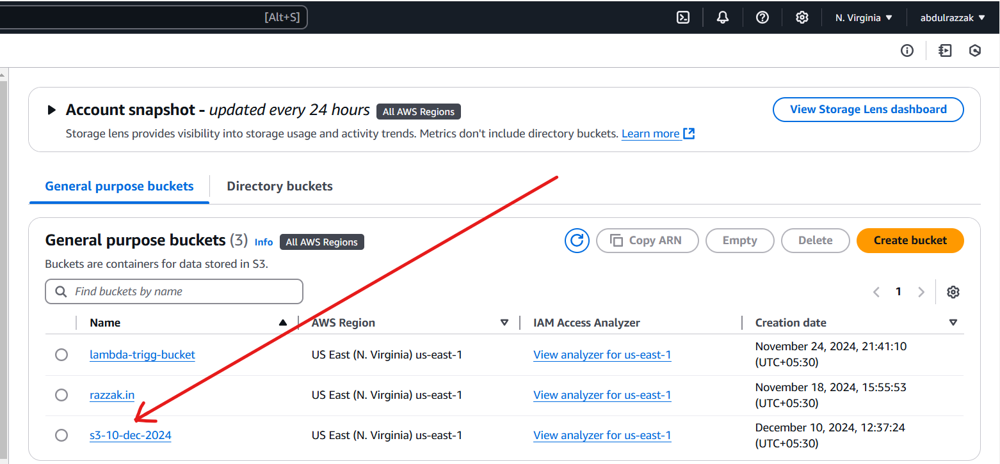 [Alt+S] N. Virginia abdulrazzak
Account snapshot - updated every 24 hours All AWS Regions View Storage Lens dashboard
Storage lens provides visibility into storage usage and activity trends. Metrics don't include directory buckets. Learn more
General purpose buckets Directory buckets
General purpose buckets (3) Info All AWS Regions Copy ARN Empty Delete Create bucket
Buckets are containers for data stored in S3.
Find buckets by name 1
Name AWS Region IAM Access Analyzer Creation date
lambda-trigg-bucket US East (N. Virginia) us-east-1 View analyzer for us-east-1 November 24, 2024, 21:41:10
(UTC+05:30)
razzak.in US East (N. Virginia) us-east-1 View analyzer for us-east-1 November 18, 2024, 15:55:53
(UTC+05:30)
s3-10-dec-2024 US East (N. Virginia) us-east-1 View analyzer for us-east-1 December 10, 2024, 12:37:24
(UTC+05:30)